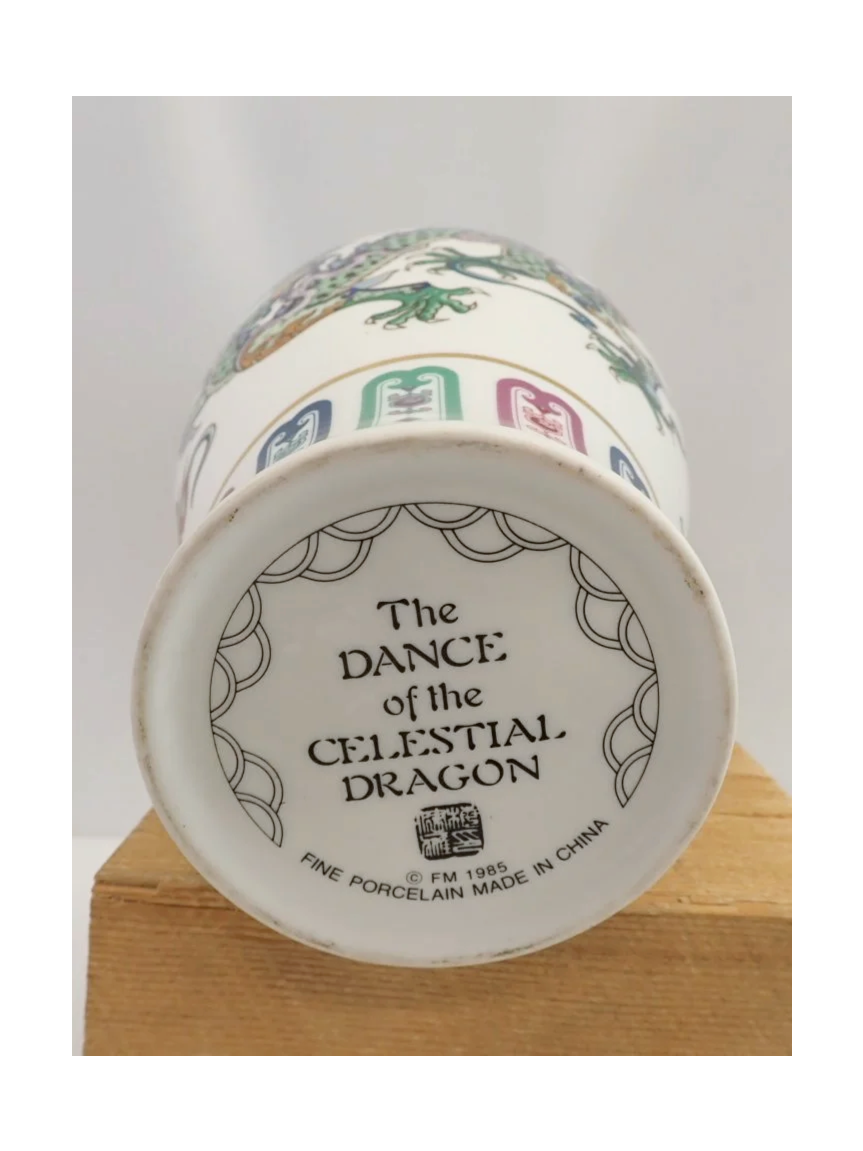 The
DANCE
of the
CELESTIAL
DRAGON
© FM 1985
FINE PORCELAIN MADE IN CHINA